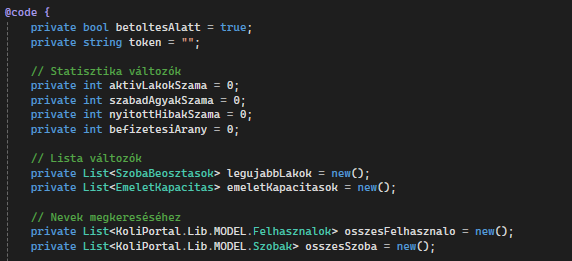 @code {
    private bool betoltesAlatt = true;
    private string token = "";

    // Statisztika változók
    private int aktivLakokSzama = 0;
    private int szabadAgyakSzama = 0;
    private int nyitottHibakSzama = 0;
    private int befizetesiArany = 0;

    // Lista változók
    private List<SzobaBeosztasok> legujabbLakok = new();
    private List<EmeletKapacitas> emeletKapacitasok = new();

    // Nevek megkereséséhez
    private List<KoliPortal.Lib.MODEL.Felhasznalok> osszesFelhasznalo = new();
    private List<KoliPortal.Lib.MODEL.Szobak> osszesSzoba = new();